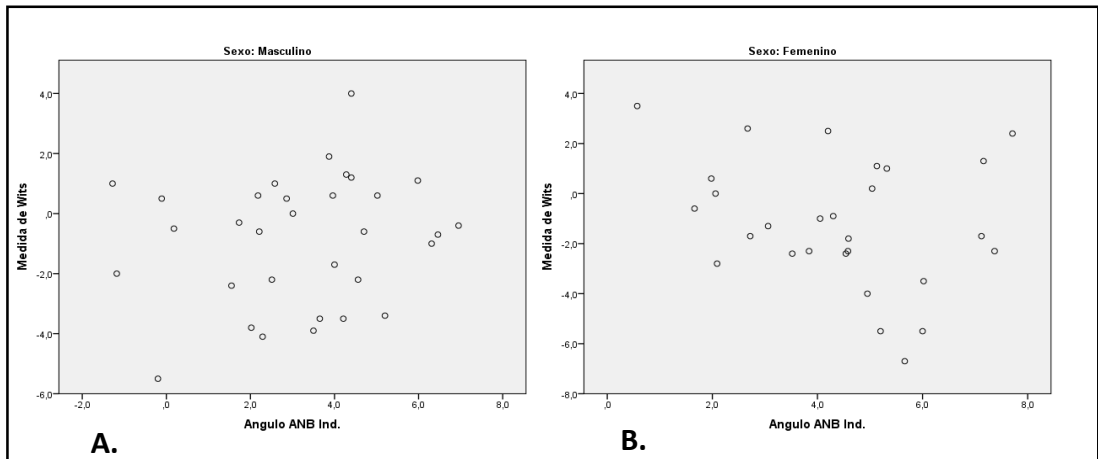 Sexo: Masculino
4,0
2,0
,0
-2,0
-4,0
-6,0
Medida de Wits
-2,0 ,0 2,0 4,0 6,0 8,0
Angulo ANB Ind.
A.
Sexo: Femenino
4,0
2,0
,0
-2,0
-4,0
-6,0
-8,0
Medida de Wits
,0 2,0 4,0 6,0 8,0
Angulo ANB Ind.
B.